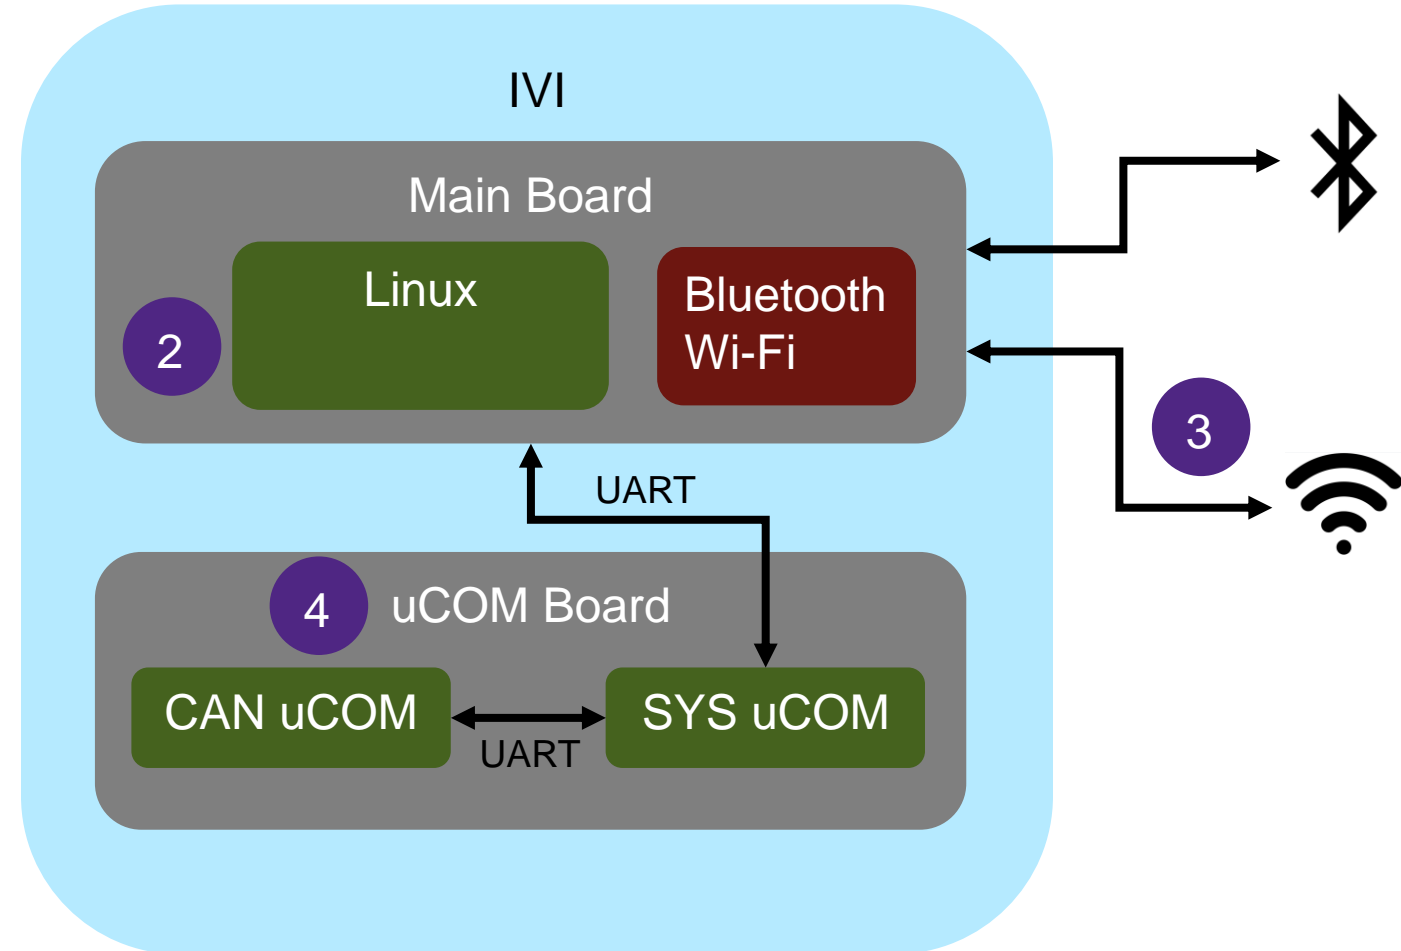 IVI
Main Board
Linux
Bluetooth
Wi-Fi
2
3
UART
4
uCOM Board
CAN uCOM
UART
SYS uCOM